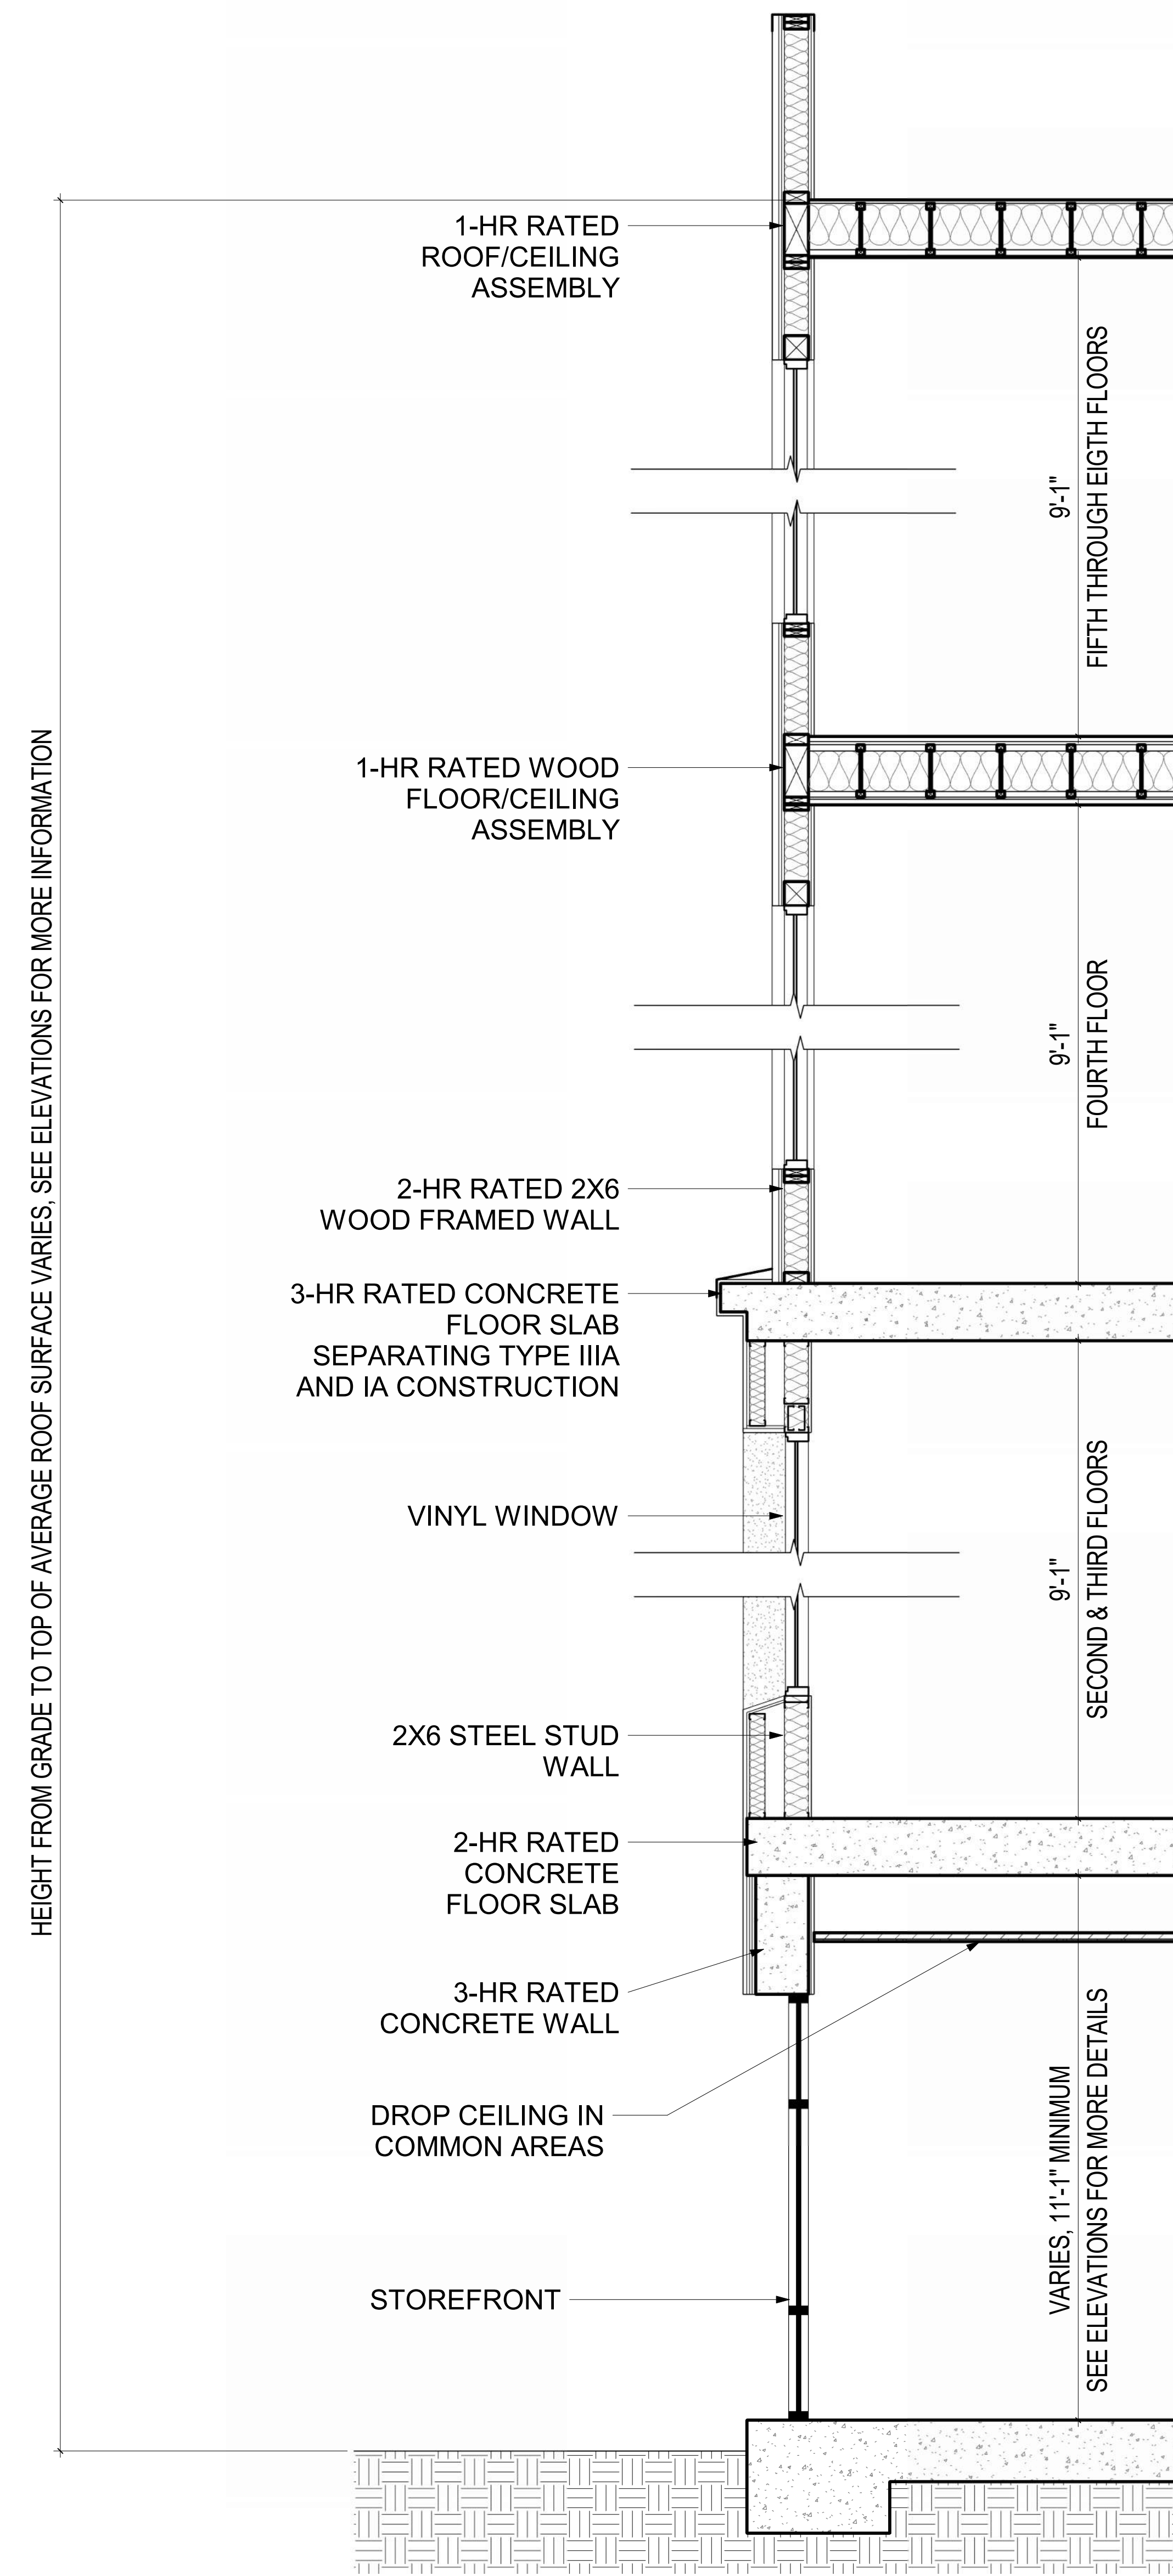 1-HR RATED
ROOF/CEILING
ASSEMBLY
9'-1"
FIFTH THROUGH EIGTH FLOORS
HEIGHT FROM GRADE TO TOP OF AVERAGE ROOF SURFACE VARIES, SEE ELEVATIONS FOR MORE INFORMATION
1-HR RATED WOOD
FLOOR/CEILING
ASSEMBLY
9'-1"
FOURTH FLOOR
2-HR RATED 2X6
WOOD FRAMED WALL
3-HR RATED CONCRETE
FLOOR SLAB
SEPARATING TYPE IIIA
AND IA CONSTRUCTION
VINYL WINDOW
9'-1"
SECOND & THIRD FLOORS
2X6 STEEL STUD
WALL
2-HR RATED
CONCRETE
FLOOR SLAB
3-HR RATED
CONCRETE WALL
DROP CEILING IN
COMMON AREAS
VARIES, 11'-1" MINIMUM
SEE ELEVATIONS FOR MORE DETAILS
STOREFRONT